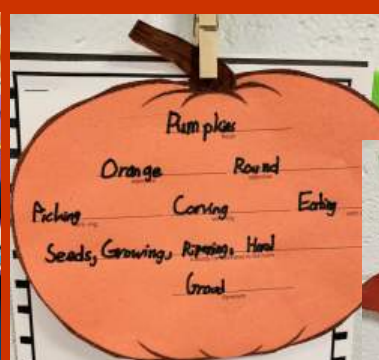 Pumpkins
Orange Round
Picking Carving Eating
Seeds, Growing, Ripening, Hard
Gourd